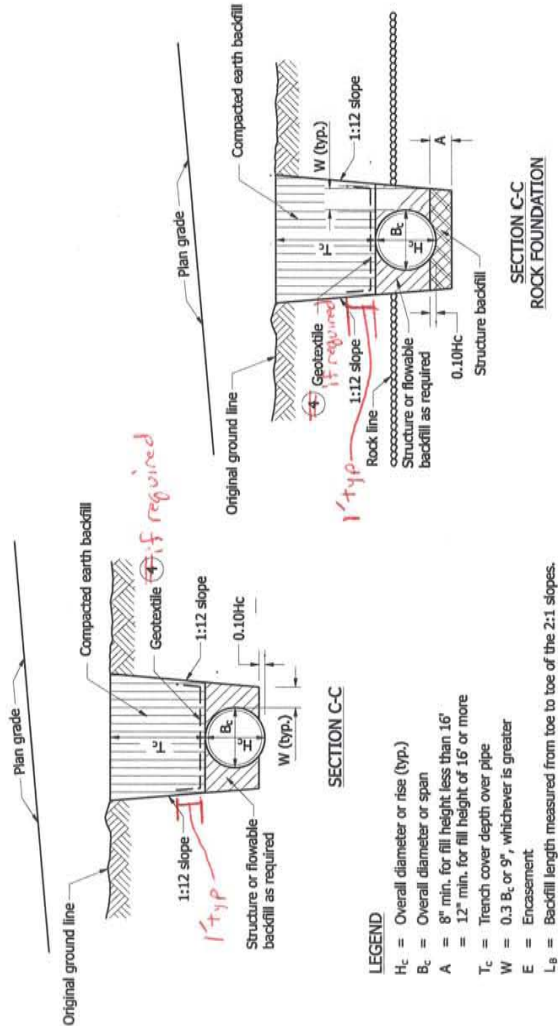 Plan grade
Original ground line
Compacted earth backfill
Geotextile 4 if required
1:12 slope
1:12 slope
1' typ
Tc
Bc
Hc
0.10Hc
W (typ.)
Structure or flowable
backfill as required
SECTION C-C
Plan grade
Original ground line
Compacted earth backfill
4 Geotextile
if required
W (typ.)
1:12 slope
1:12 slope
1' typ
Rock line
Tc
Bc
Hc
A
Structure or flowable
backfill as required
0.10Hc
Structure backfill
SECTION C-C
ROCK FOUNDATION
LEGEND
Hc = Overall diameter or rise (typ.)
Bc = Overall diameter or span
A = 8" min. for fill height less than 16'
= 12" min. for fill height of 16' or more
Tc = Trench cover depth over pipe
W = 0.3 Bc or 9", whichever is greater
E = Encasement
LB = Backfill length measured from toe to toe of the 2:1 slopes.